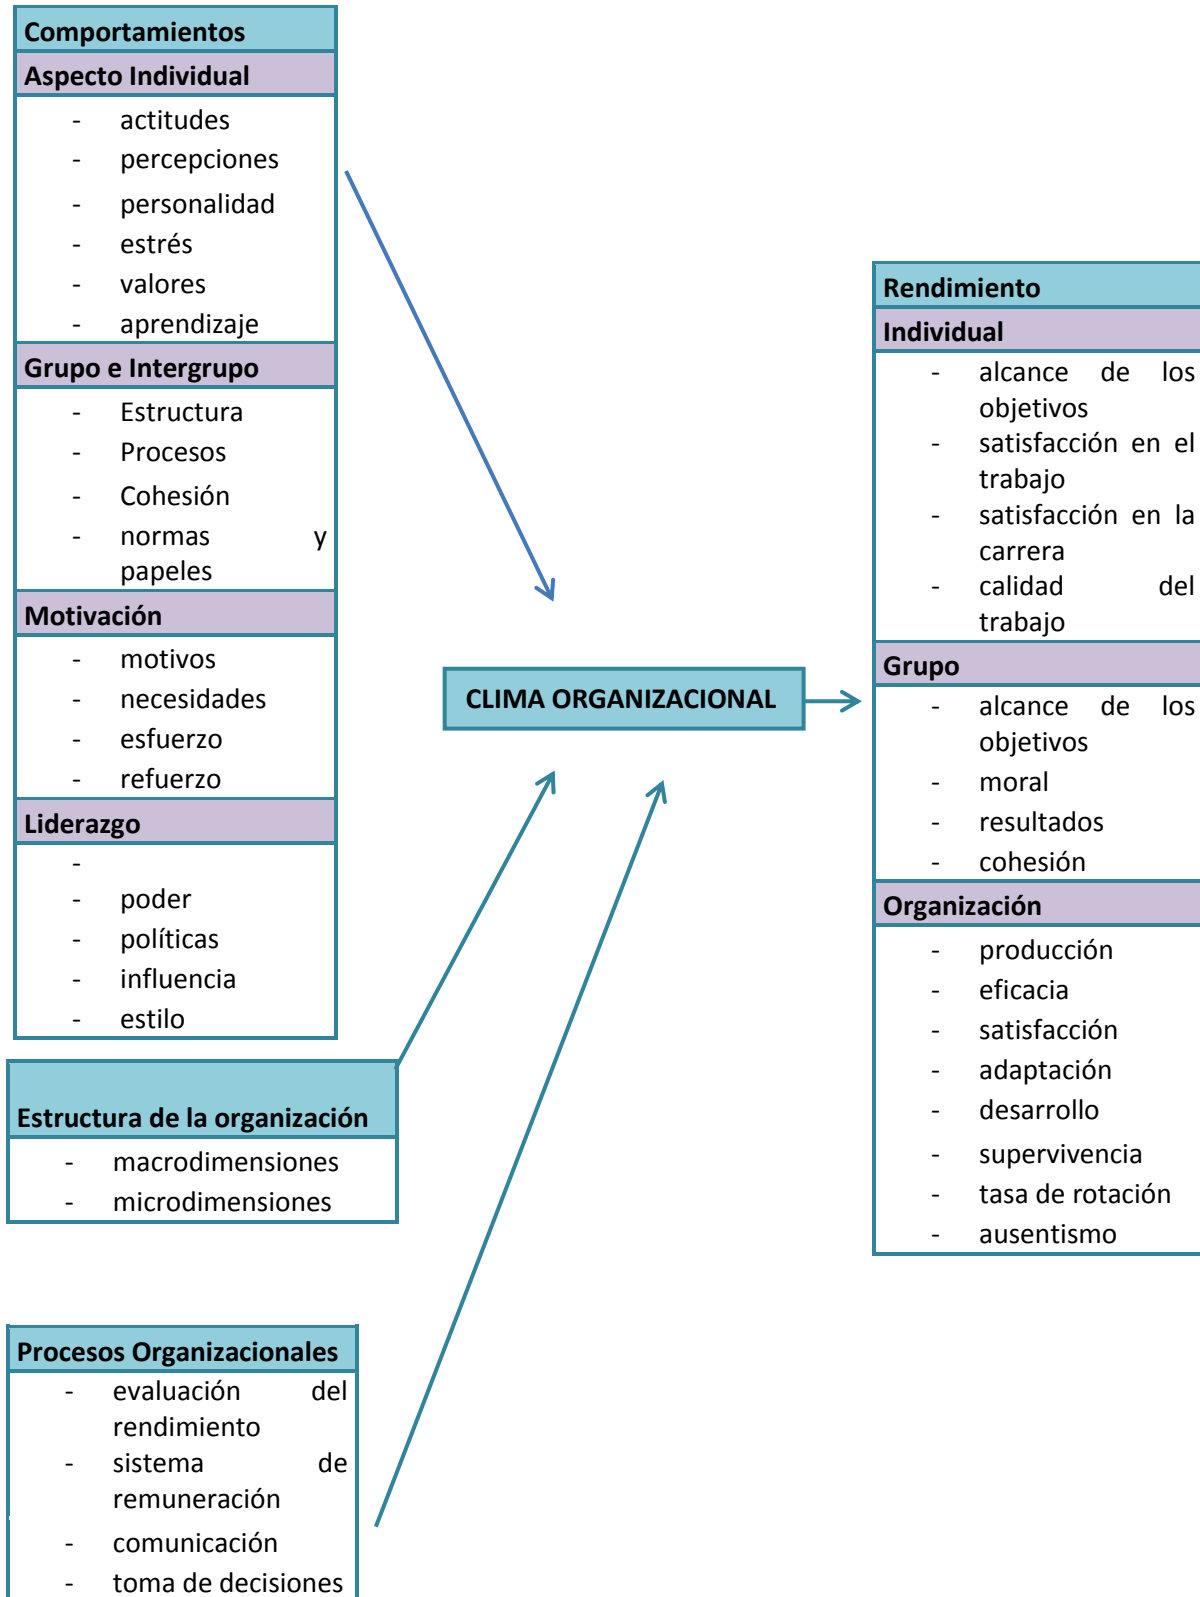 Comportamientos
Aspecto Individual
- actitudes
- percepciones
- personalidad
- estrés
- valores
- aprendizaje
Grupo e Intergrupo
- Estructura
- Procesos
- Cohesión
- normas y
papeles
Motivación
- motivos
- necesidades
- esfuerzo
- refuerzo
Liderazgo
-
- poder
- políticas
- influencia
- estilo
Estructura de la organización
- macrodimensiones
- microdimensiones
Procesos Organizacionales
- evaluación del
rendimiento
- sistema de
remuneración
- comunicación
- toma de decisiones
CLIMA ORGANIZACIONAL
Rendimiento
Individual
- alcance de los
objetivos
- satisfacción en el
trabajo
- satisfacción en la
carrera
- calidad del
trabajo
Grupo
- alcance de los
objetivos
- moral
- resultados
- cohesión
Organización
- producción
- eficacia
- satisfacción
- adaptación
- desarrollo
- supervivencia
- tasa de rotación
- ausentismo